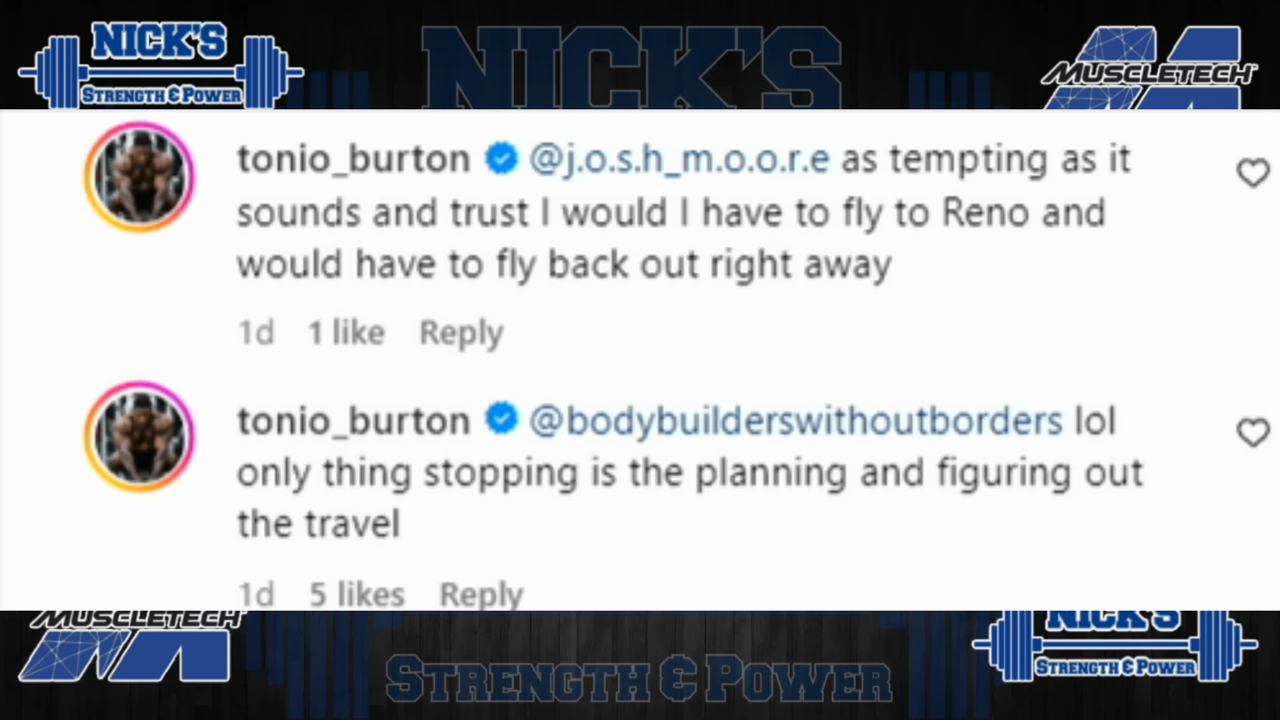 NICK'S
STRENGTH & POWER
NICK'S
MUSCLETECH
tonio_burton @j.o.s.h_m.o.o.r.e as tempting as it
sounds and trust I would I have to fly to Reno and
would have to fly back out right away
1d 1 like Reply
tonio_burton @bodybuilderswithoutborders lol
only thing stopping is the planning and figuring out
the travel
1d 5 likes Reply
MUSCLETECH
STRENGTH & POWER
NICK'S
STRENGTH & POWER